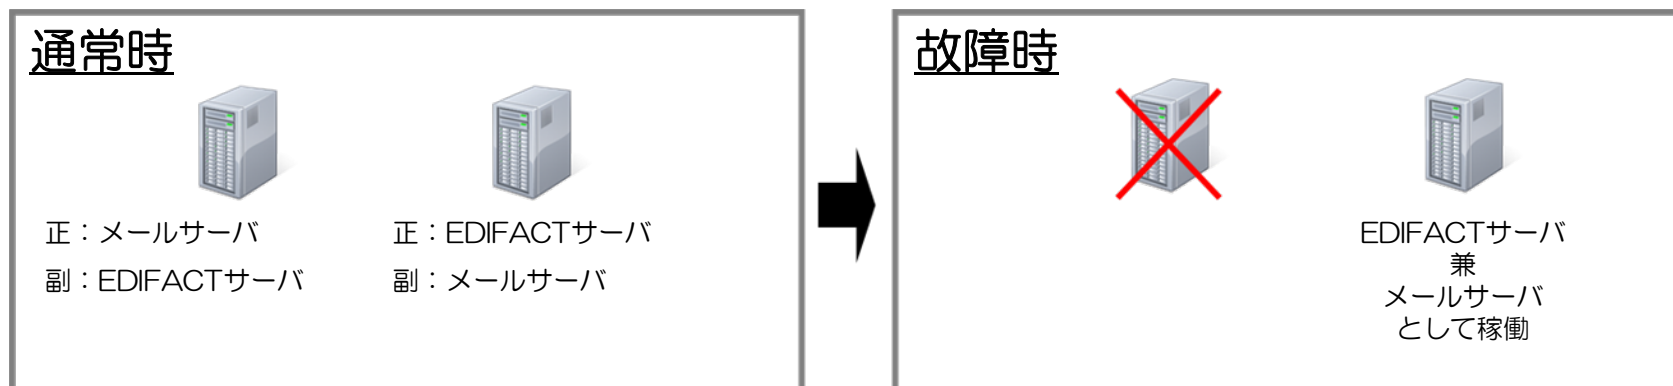 通常時
正：メールサーバ
副：EDIFACTサーバ
正：EDIFACTサーバ
副：メールサーバ
故障時
EDIFACTサーバ
兼
メールサーバ
として稼働